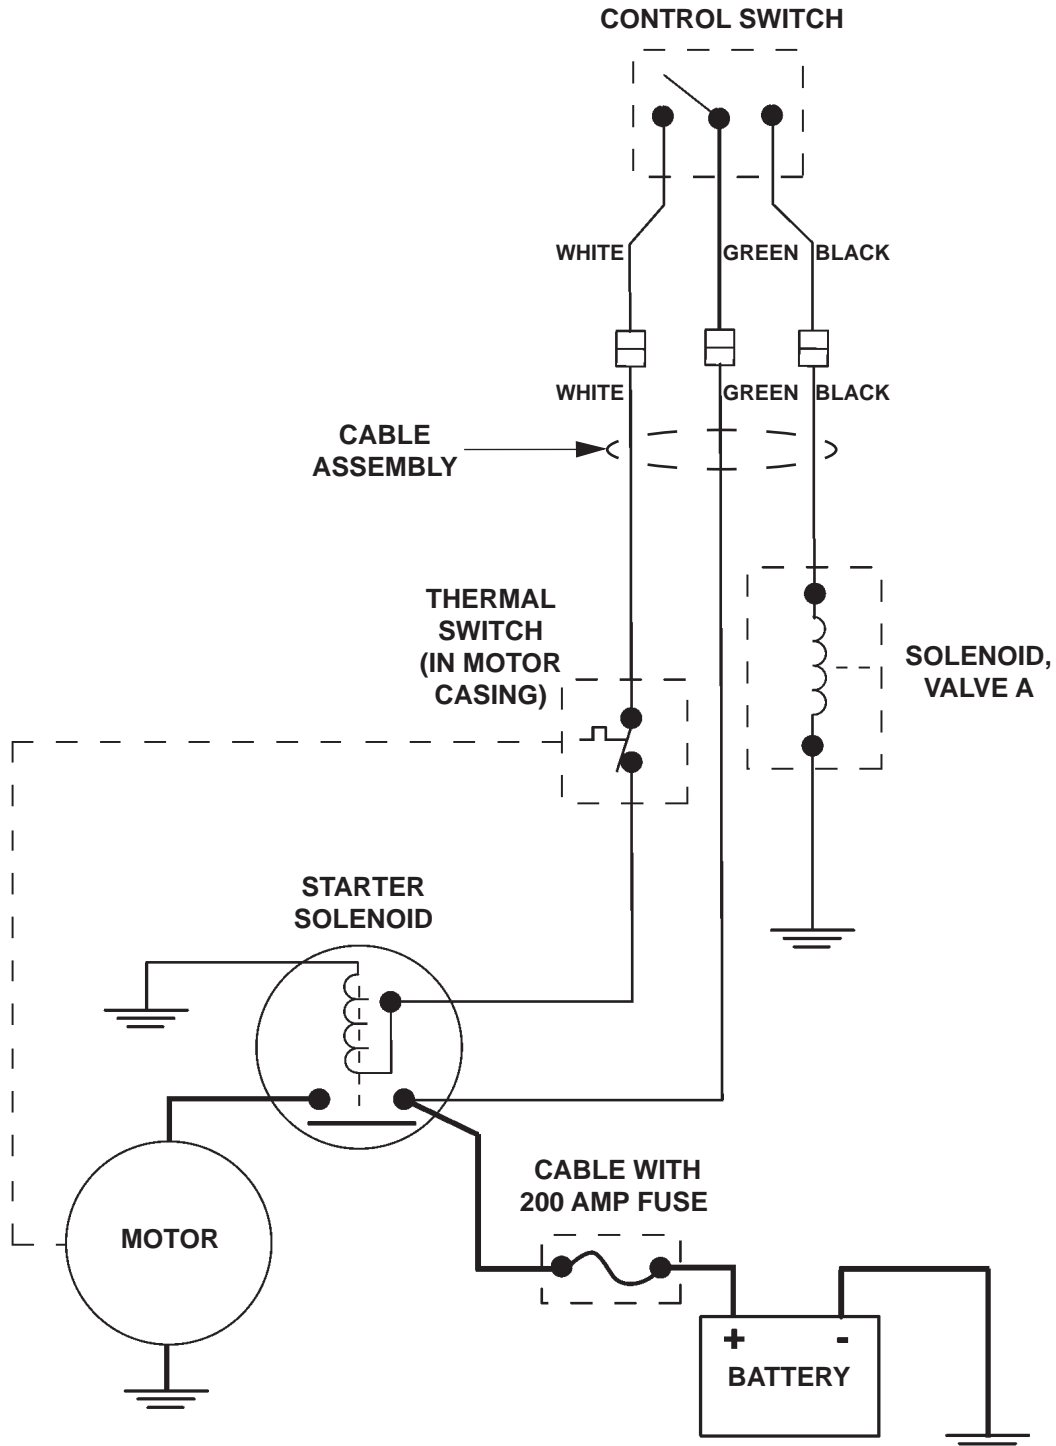 CONTROL SWITCH
WHITE
GREEN
BLACK
WHITE
GREEN
BLACK
CABLE
ASSEMBLY
THERMAL
SWITCH
(IN MOTOR
CASING)
SOLENOID,
VALVE A
STARTER
SOLENOID
CABLE WITH
200 AMP FUSE
MOTOR
+
-
BATTERY